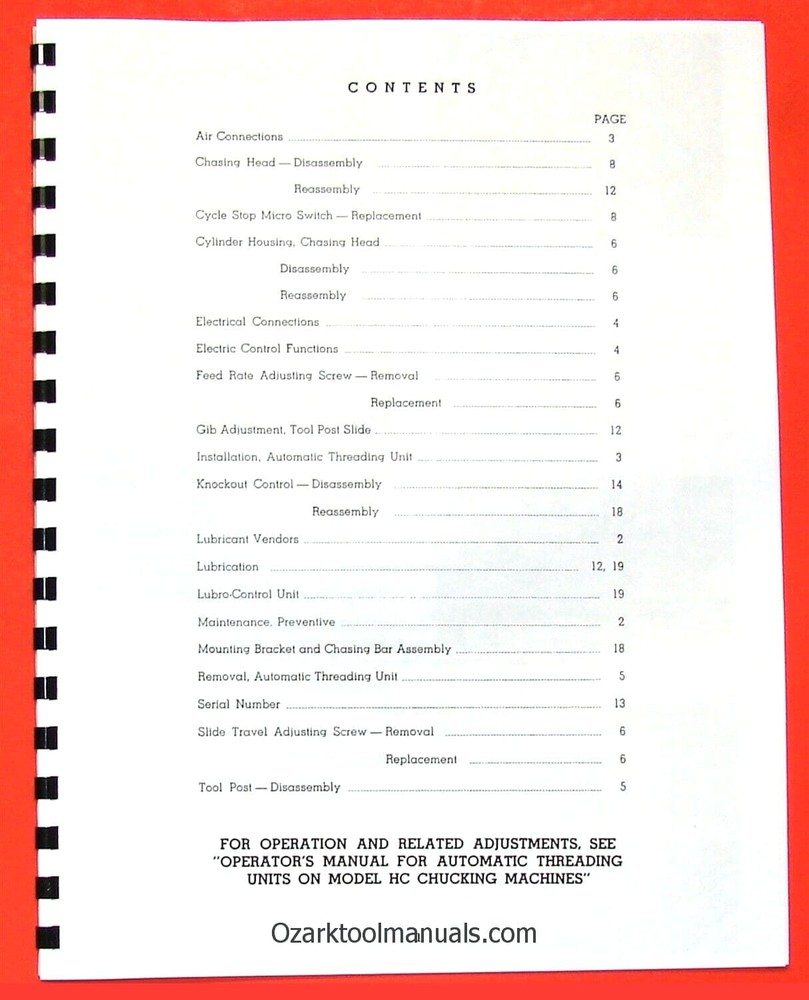 CONTENTS
PAGE
Air Connections 3
Chasing Head — Disassembly 8
Reassembly 12
Cycle Stop Micro Switch — Replacement 8
Cylinder Housing, Chasing Head 6
Disassembly 6
Reassembly 6
Electrical Connections 4
Electric Control Functions 4
Feed Rate Adjusting Screw — Removal 6
Replacement 6
Gib Adjustment, Tool Post Slide 12
Installation, Automatic Threading Unit 3
Knockout Control — Disassembly 14
Reassembly 18
Lubricant Vendors 2
Lubrication 12, 19
Lubro-Control Unit 19
Maintenance, Preventive 2
Mounting Bracket and Chasing Bar Assembly 18
Removal, Automatic Threading Unit 5
Serial Number 13
Slide Travel Adjusting Screw — Removal 6
Replacement 6
Tool Post — Disassembly 5
FOR OPERATION AND RELATED ADJUSTMENTS, SEE
"OPERATOR'S MANUAL FOR AUTOMATIC THREADING
UNITS ON MODEL HC CHUCKING MACHINES"
Ozarktoolmanuals.com